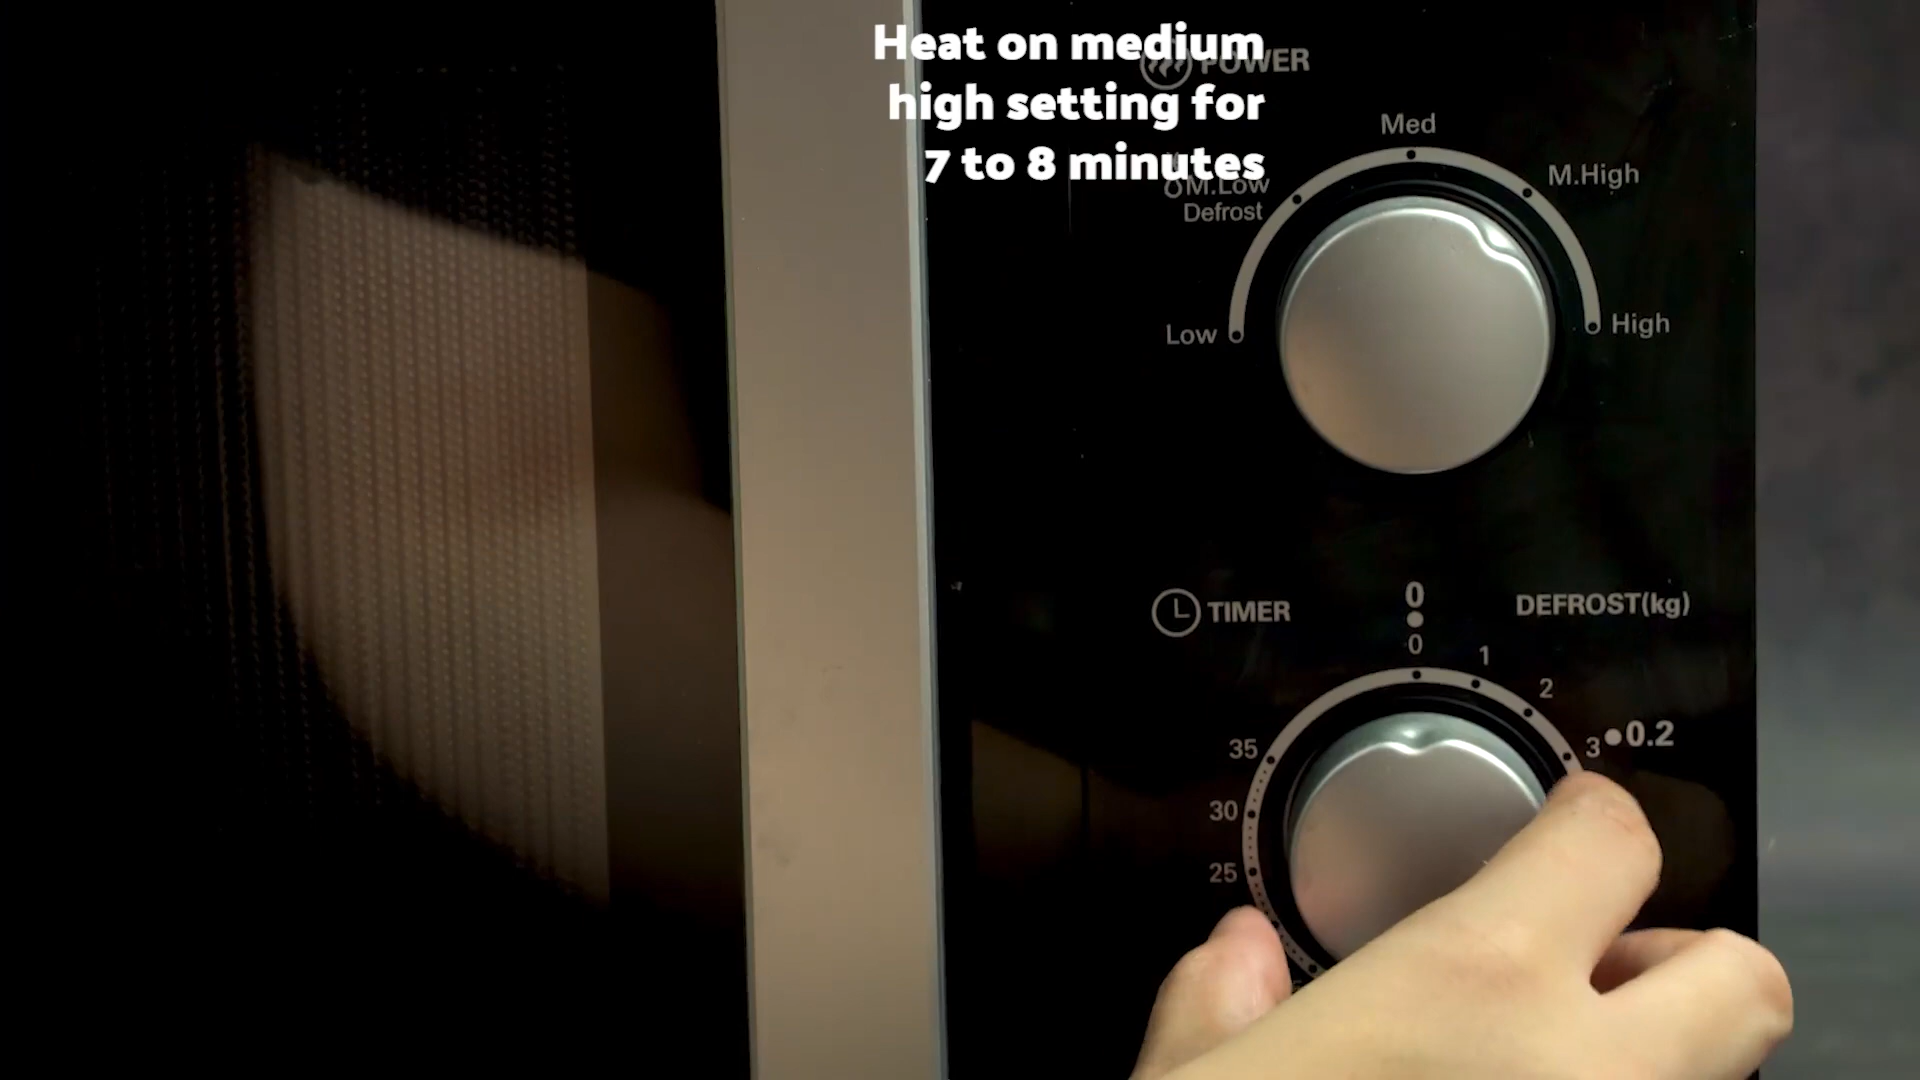 Heat on medium
high setting for
7 to 8 minutes
POWER
Med
M.High
M.Low
Defrost
Low
High
TIMER
0
DEFROST(kg)
0
1
2
3
0.2
35
30
25